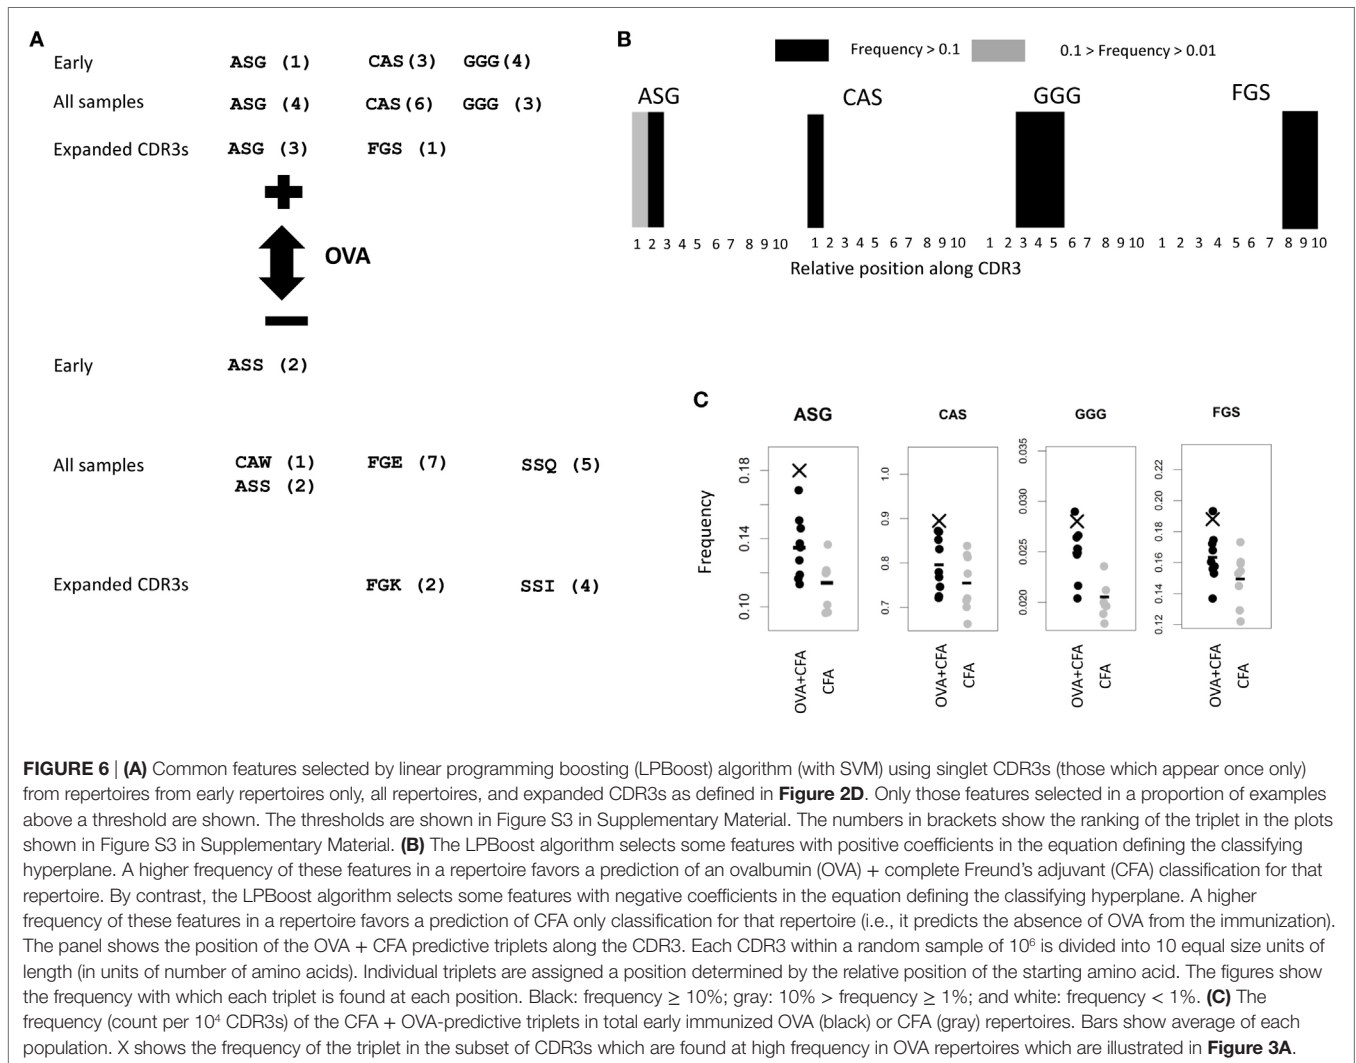 A
Early ASG (1) CAS(3) GGG(4)
All samples ASG (4) CAS(6) GGG (3)
Expanded CDR3s ASG (3) FGS (1)
OVA
Early ASS (2)
All samples CAW (1) FGE (7) SSQ (5)
ASS (2)
Expanded CDR3s FGK (2) SSI (4)
B
Frequency > 0.1 0.1 > Frequency > 0.01
ASG CAS GGG FGS
1 2 3 4 5 6 7 8 9 10 1 2 3 4 5 6 7 8 9 10 1 2 3 4 5 6 7 8 9 10 1 2 3 4 5 6 7 8 9 10
Relative position along CDR3
C
ASG CAS GGG FGS
Frequency
0.18
0.14
0.10
1.0
0.9
0.8
0.7
0.035
0.030
0.025
0.020
0.22
0.20
0.18
0.16
0.14
0.12
OVA+CFA CFA OVA+CFA CFA OVA+CFA CFA OVA+CFA CFA
FIGURE 6 | (A) Common features selected by linear programming boosting (LPBoost) algorithm (with SVM) using singlet CDR3s (those which appear once only)
from repertoires from early repertoires only, all repertoires, and expanded CDR3s as defined in Figure 2D. Only those features selected in a proportion of examples
above a threshold are shown. The thresholds are shown in Figure S3 in Supplementary Material. The numbers in brackets show the ranking of the triplet in the plots
shown in Figure S3 in Supplementary Material. (B) The LPBoost algorithm selects some features with positive coefficients in the equation defining the classifying
hyperplane. A higher frequency of these features in a repertoire favors a prediction of an ovalbumin (OVA) + complete Freund's adjuvant (CFA) classification for that
repertoire. By contrast, the LPBoost algorithm selects some features with negative coefficients in the equation defining the classifying hyperplane. A higher
frequency of these features in a repertoire favors a prediction of CFA only classification for that repertoire (i.e., it predicts the absence of OVA from the immunization).
The panel shows the position of the OVA + CFA predictive triplets along the CDR3. Each CDR3 within a random sample of 10⁶ is divided into 10 equal size units of
length (in units of number of amino acids). Individual triplets are assigned a position determined by the relative position of the starting amino acid. The figures show
the frequency with which each triplet is found at each position. Black: frequency ≥ 10%; gray: 10% > frequency ≥ 1%; and white: frequency < 1%. (C) The
frequency (count per 10⁴ CDR3s) of the CFA + OVA-predictive triplets in total early immunized OVA (black) or CFA (gray) repertoires. Bars show average of each
population. X shows the frequency of the triplet in the subset of CDR3s which are found at high frequency in OVA repertoires which are illustrated in Figure 3A.